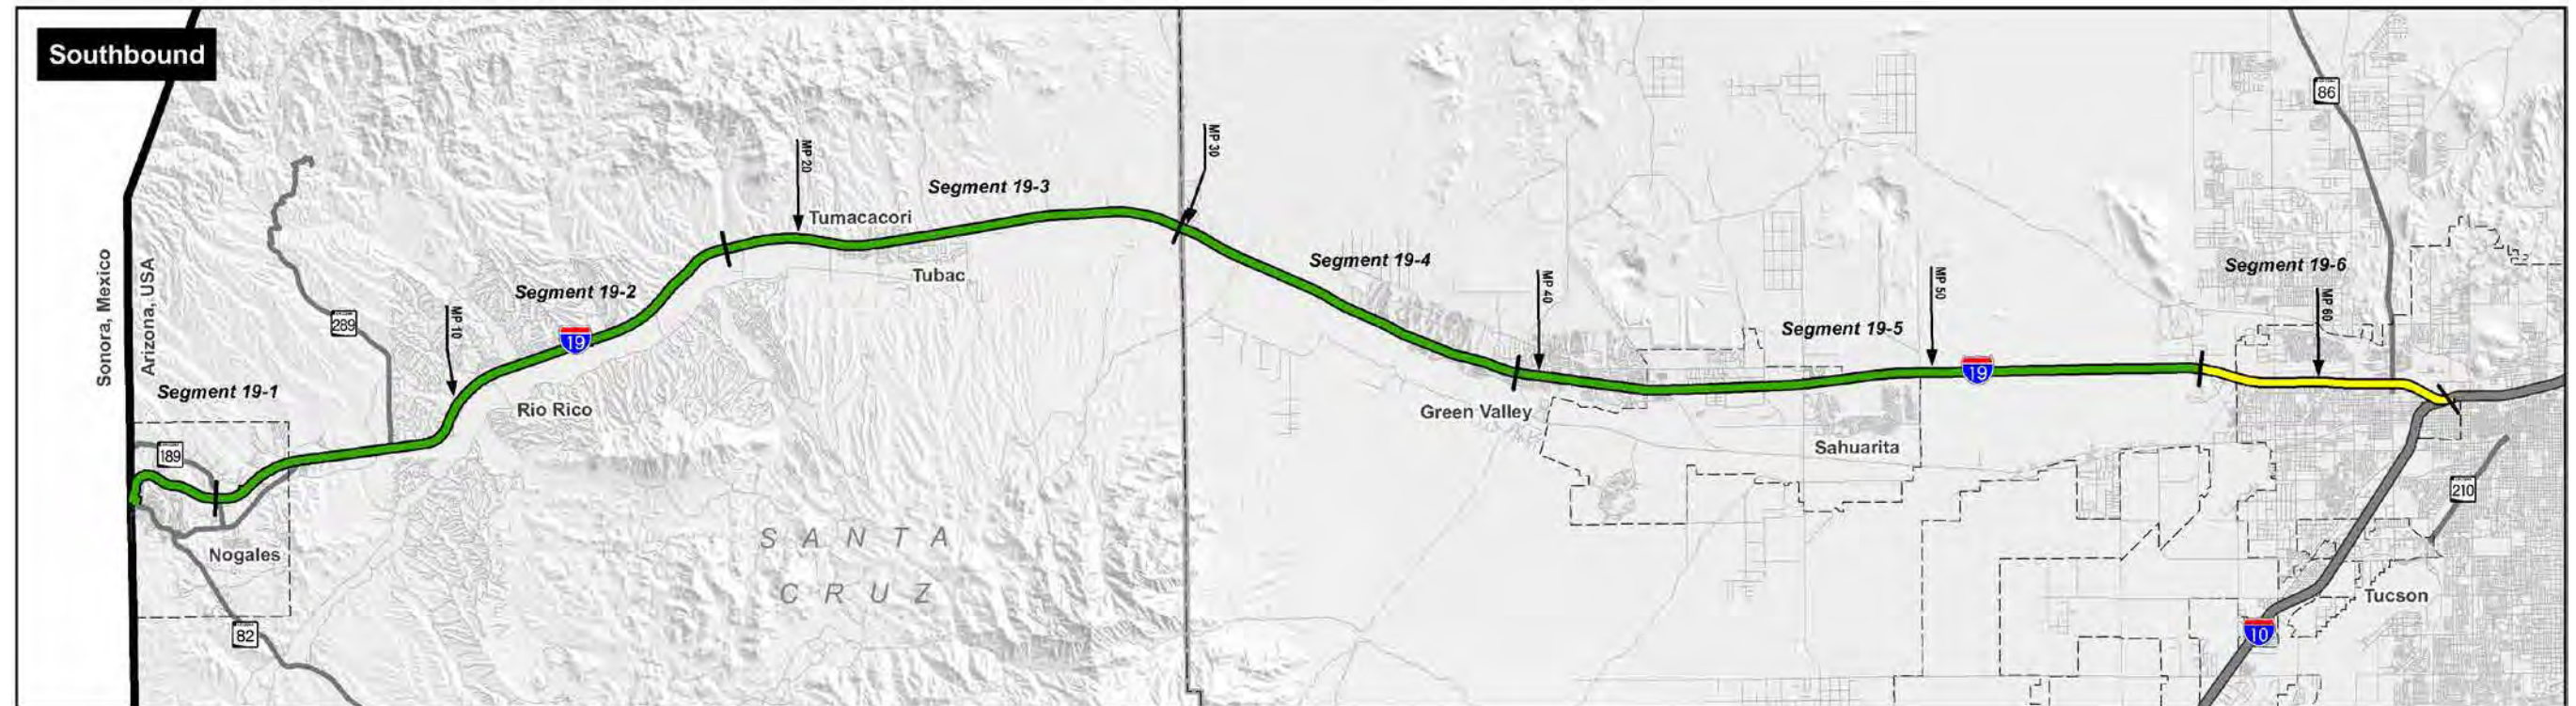 Southbound
86
MP 30
MP 20
Segment 19-3
Tumacacori
Sonora, Mexico
Arizona, USA
Segment 19-4
Segment 19-6
Tubac
MP 40
MP 50
MP 60
Segment 19-2
289
MP 10
19
Segment 19-5
19
Segment 19-1
Rio Rico
Green Valley
Sahuarita
189
210
Nogales
SANTA
CRUZ
Tucson
82
10